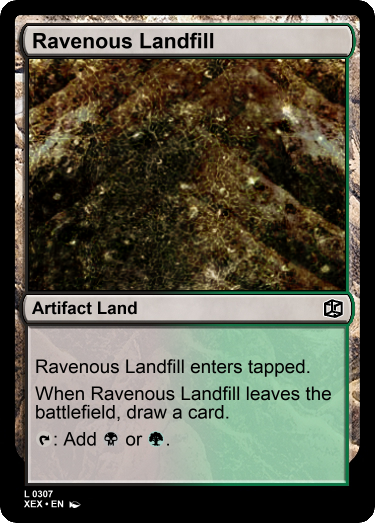 Ravenous Landfill
Artifact Land
Ravenous Landfill enters tapped.
When Ravenous Landfill leaves the
battlefield, draw a card.
: Add or .
L 0307
XEX • EN